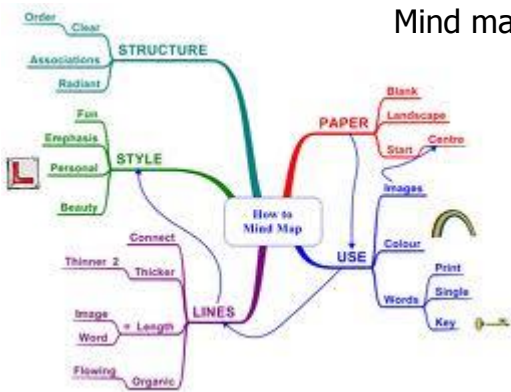 Mind ma
How to
Mind Map
PAPER
Blank
Landscape
Start
Centre
USE
Images
Colour
Words
Print
Single
Key
LINES
Connect
Thicker
Thinner 2
= Length
Image
Word
Organic
Flowing
STYLE
Fun
Emphasis
Personal
Beauty
L
STRUCTURE
Clear
Order
Associations
Radiant